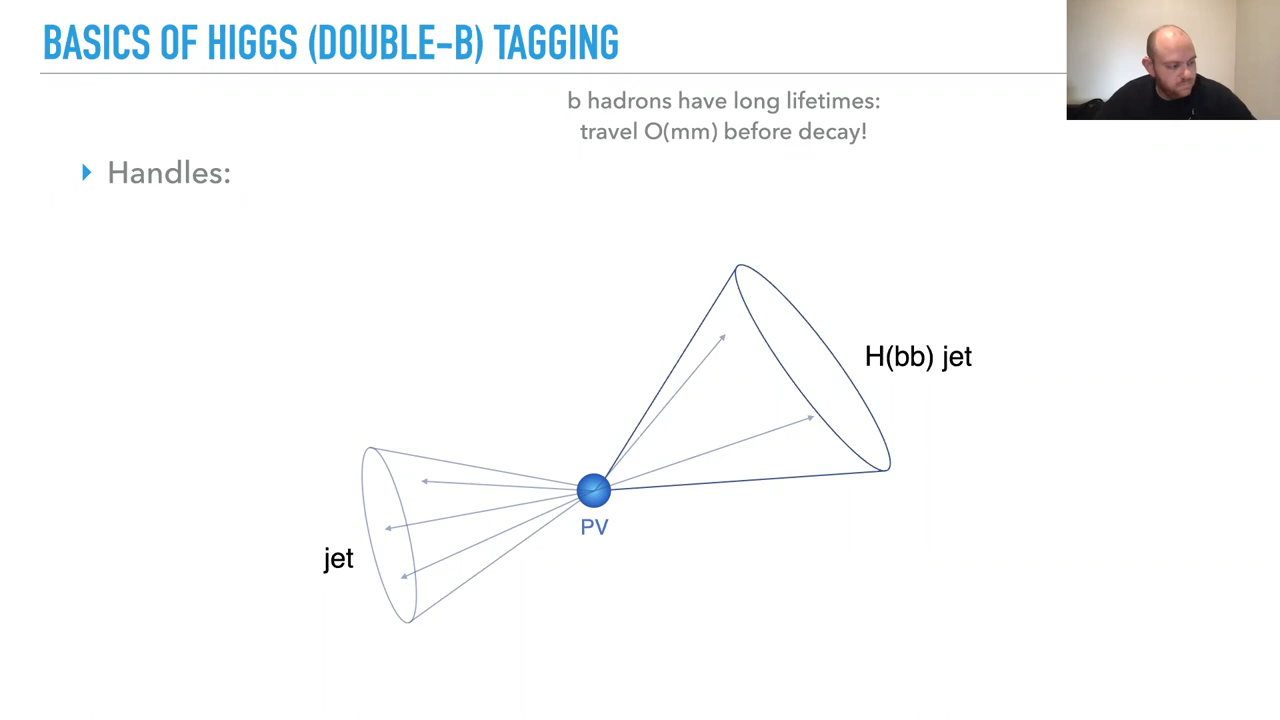 BASICS OF HIGGS (DOUBLE-B) TAGGING
b hadrons have long lifetimes:
travel O(mm) before decay!
Handles:
H(bb) jet
PV
jet